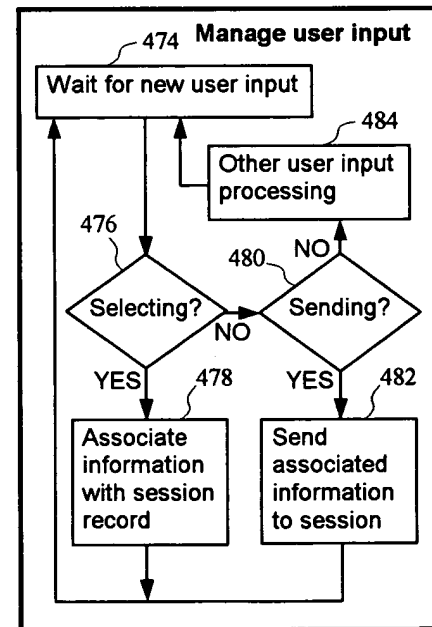 474
Manage user input
Wait for new user input
484
Other user input
processing
476
480
NO
Selecting?
NO
Sending?
YES
478
YES
482
Associate
information
with session
record
Send
associated
information
to session